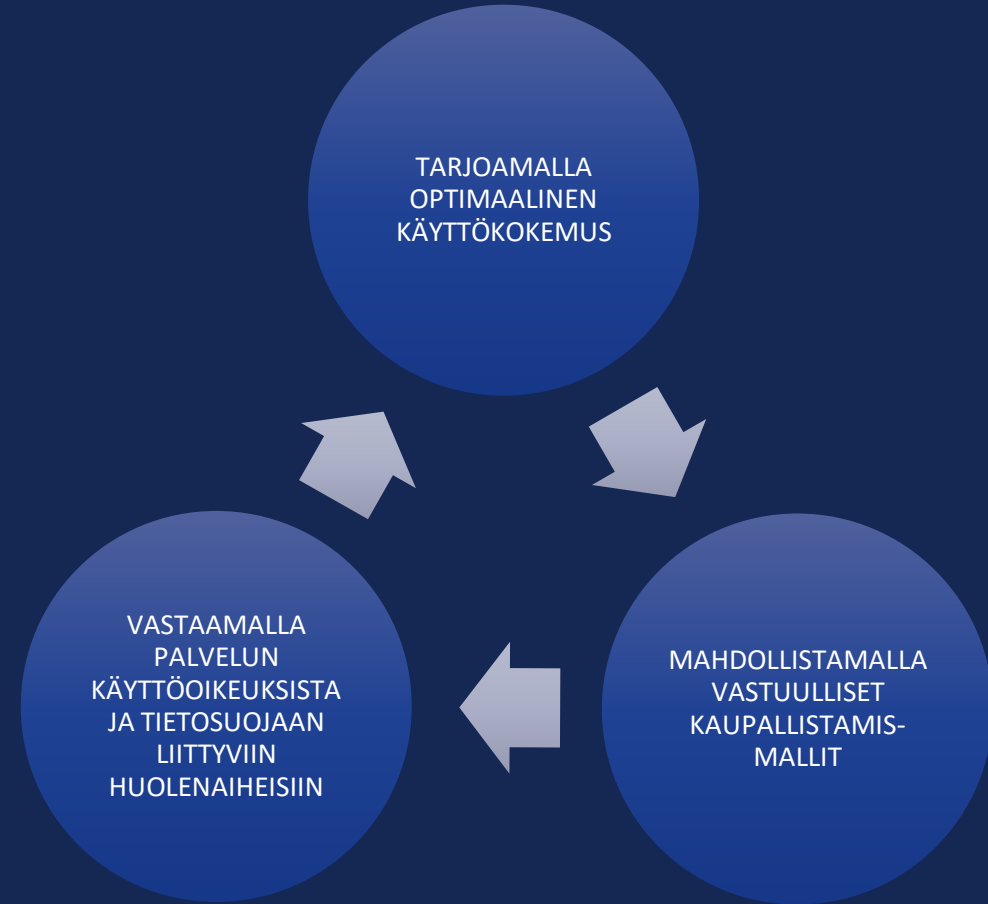 TARJOAMALLA
OPTIMAALINEN
KÄYTTÖKOKEMUS
MAHDOLLISTAMALLA
VASTUULLISET
KAUPALLISTAMIS-
MALLIT
VASTAAMALLA
PALVELUN
KÄYTTÖOIKEUKSISTA
JA TIETOSUOJAAN
LIITTYVIIN
HUOLENAIHEISIIN